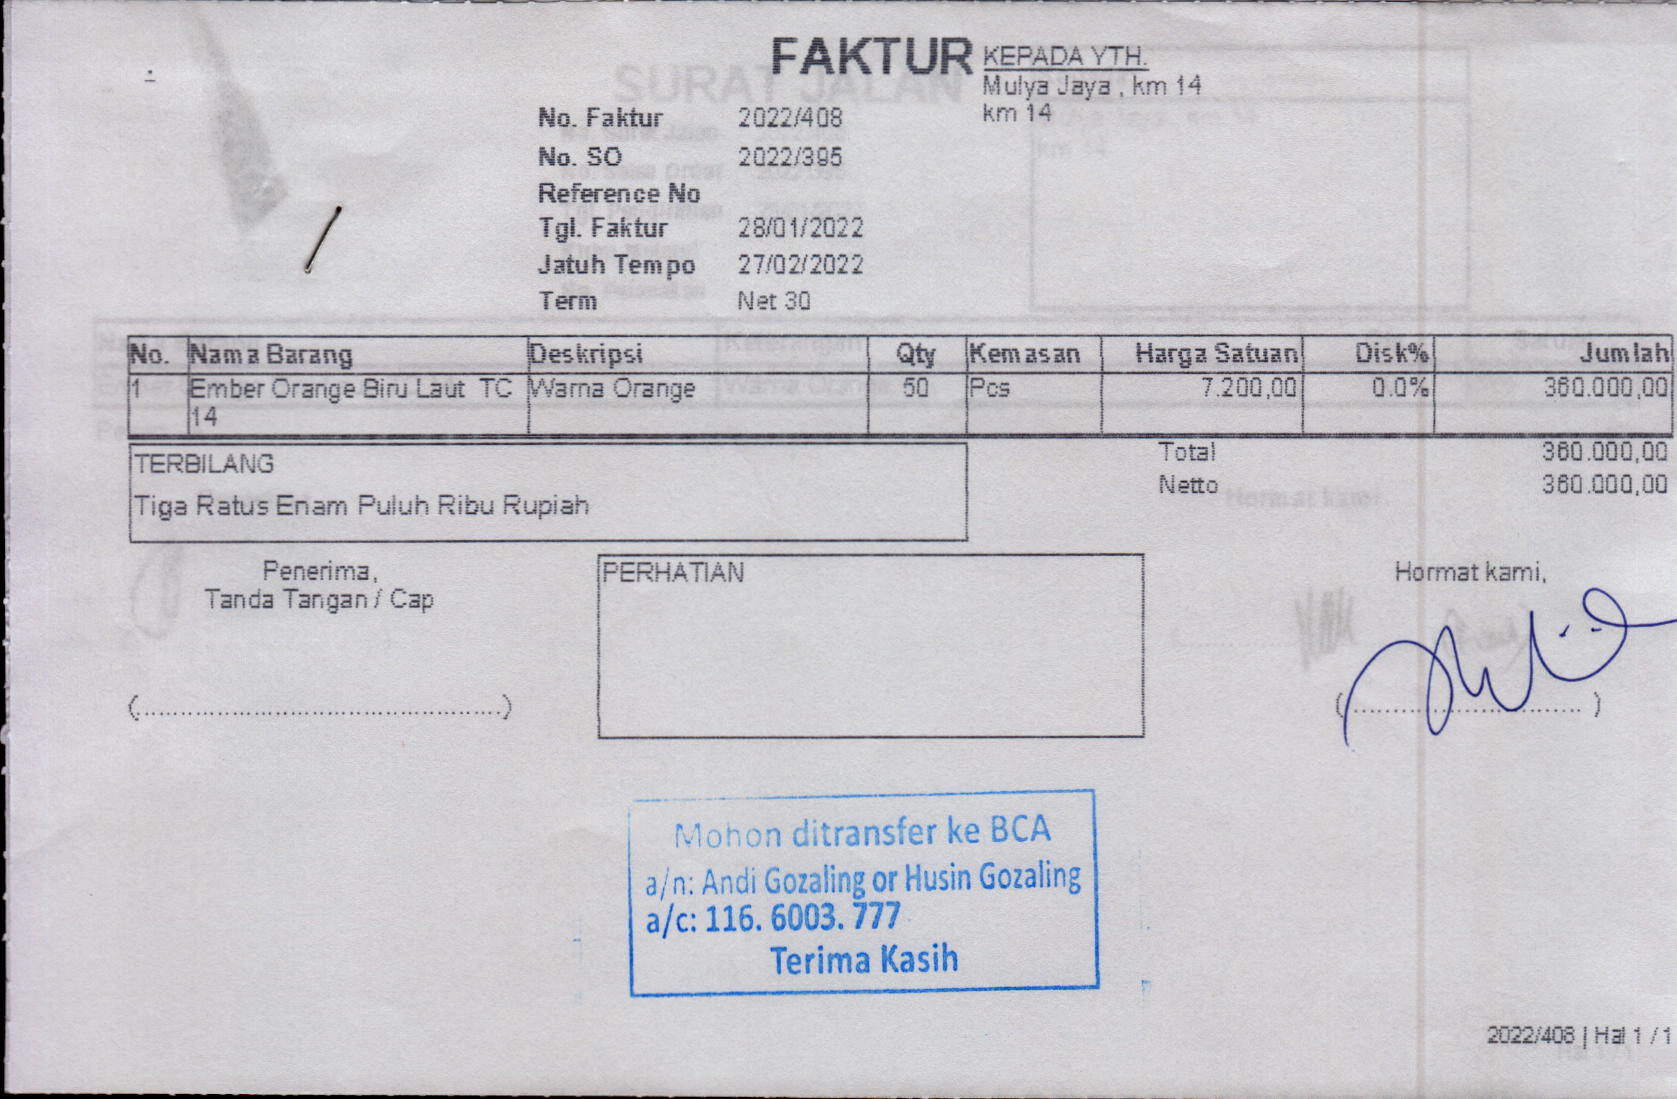 FAKTUR
KEPADA YTH.
Mulya Jaya , km 14
km 14
No. Faktur 2022/408
No. SO 2022/395
Reference No
Tgl. Faktur 28/01/2022
Jatuh Tempo 27/02/2022
Term Net 30
No. Nama Barang Deskripsi Qty Kemasan Harga Satuan Disk% Jumlah
1 Ember Orange Biru Laut TC Warna Orange 50 Pcs 7.200,00 0.0% 360.000,00
14
Total 360.000,00
Netto 360.000,00
TERBILANG
Tiga Ratus Enam Puluh Ribu Rupiah
Penerima,
Tanda Tangan / Cap
PERHATIAN
Hormat kami,
Mohon ditransfer ke BCA
a/n: Andi Gozaling or Husin Gozaling
a/c: 116. 6003. 777
Terima Kasih
2022/408 | Hal 1 / 1